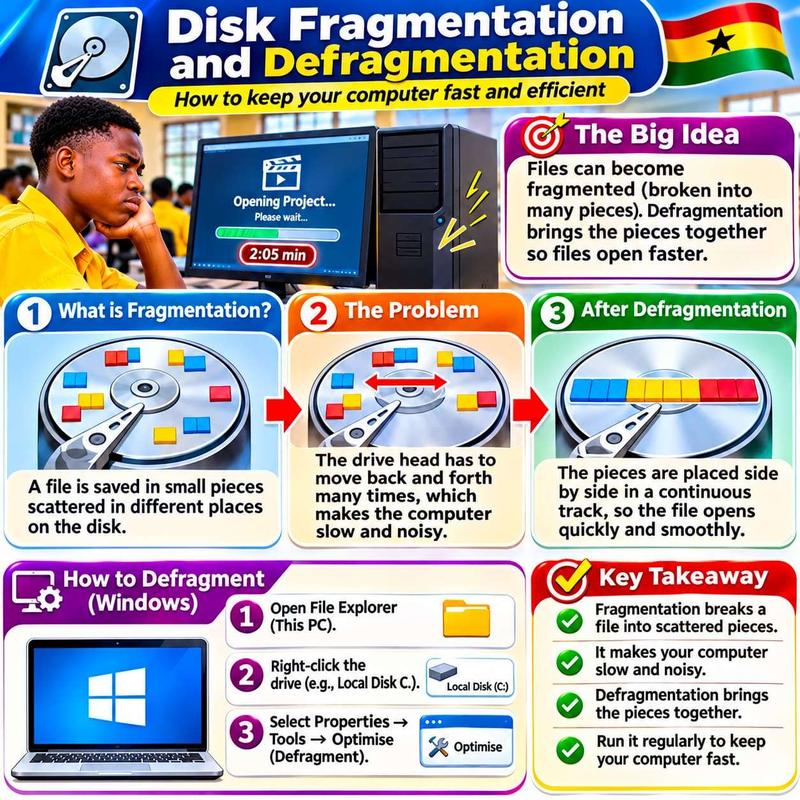 Disk Fragmentation
and Defragmentation
How to keep your computer fast and efficient
Opening Project...
Please wait...
2:05 min
The Big Idea
Files can become
fragmented (broken into
many pieces). Defragmentation
brings the pieces together
so files open faster.
1 What is Fragmentation?
A file is saved in small pieces
scattered in different places
on the disk.
2 The Problem
The drive head has to
move back and forth
many times, which
makes the computer
slow and noisy.
3 After Defragmentation
The pieces are placed side
by side in a continuous
track, so the file opens
quickly and smoothly.
How to Defragment
(Windows)
1 Open File Explorer
(This PC).
2 Right-click the
drive (e.g., Local Disk C.).
Local Disk (C:)
3 Select Properties →
Tools → Optimise
(Defragment).
Optimise
Key Takeaway
Fragmentation breaks a
file into scattered pieces.
It makes your computer
slow and noisy.
Defragmentation brings
the pieces together.
Run it regularly to keep
your computer fast.